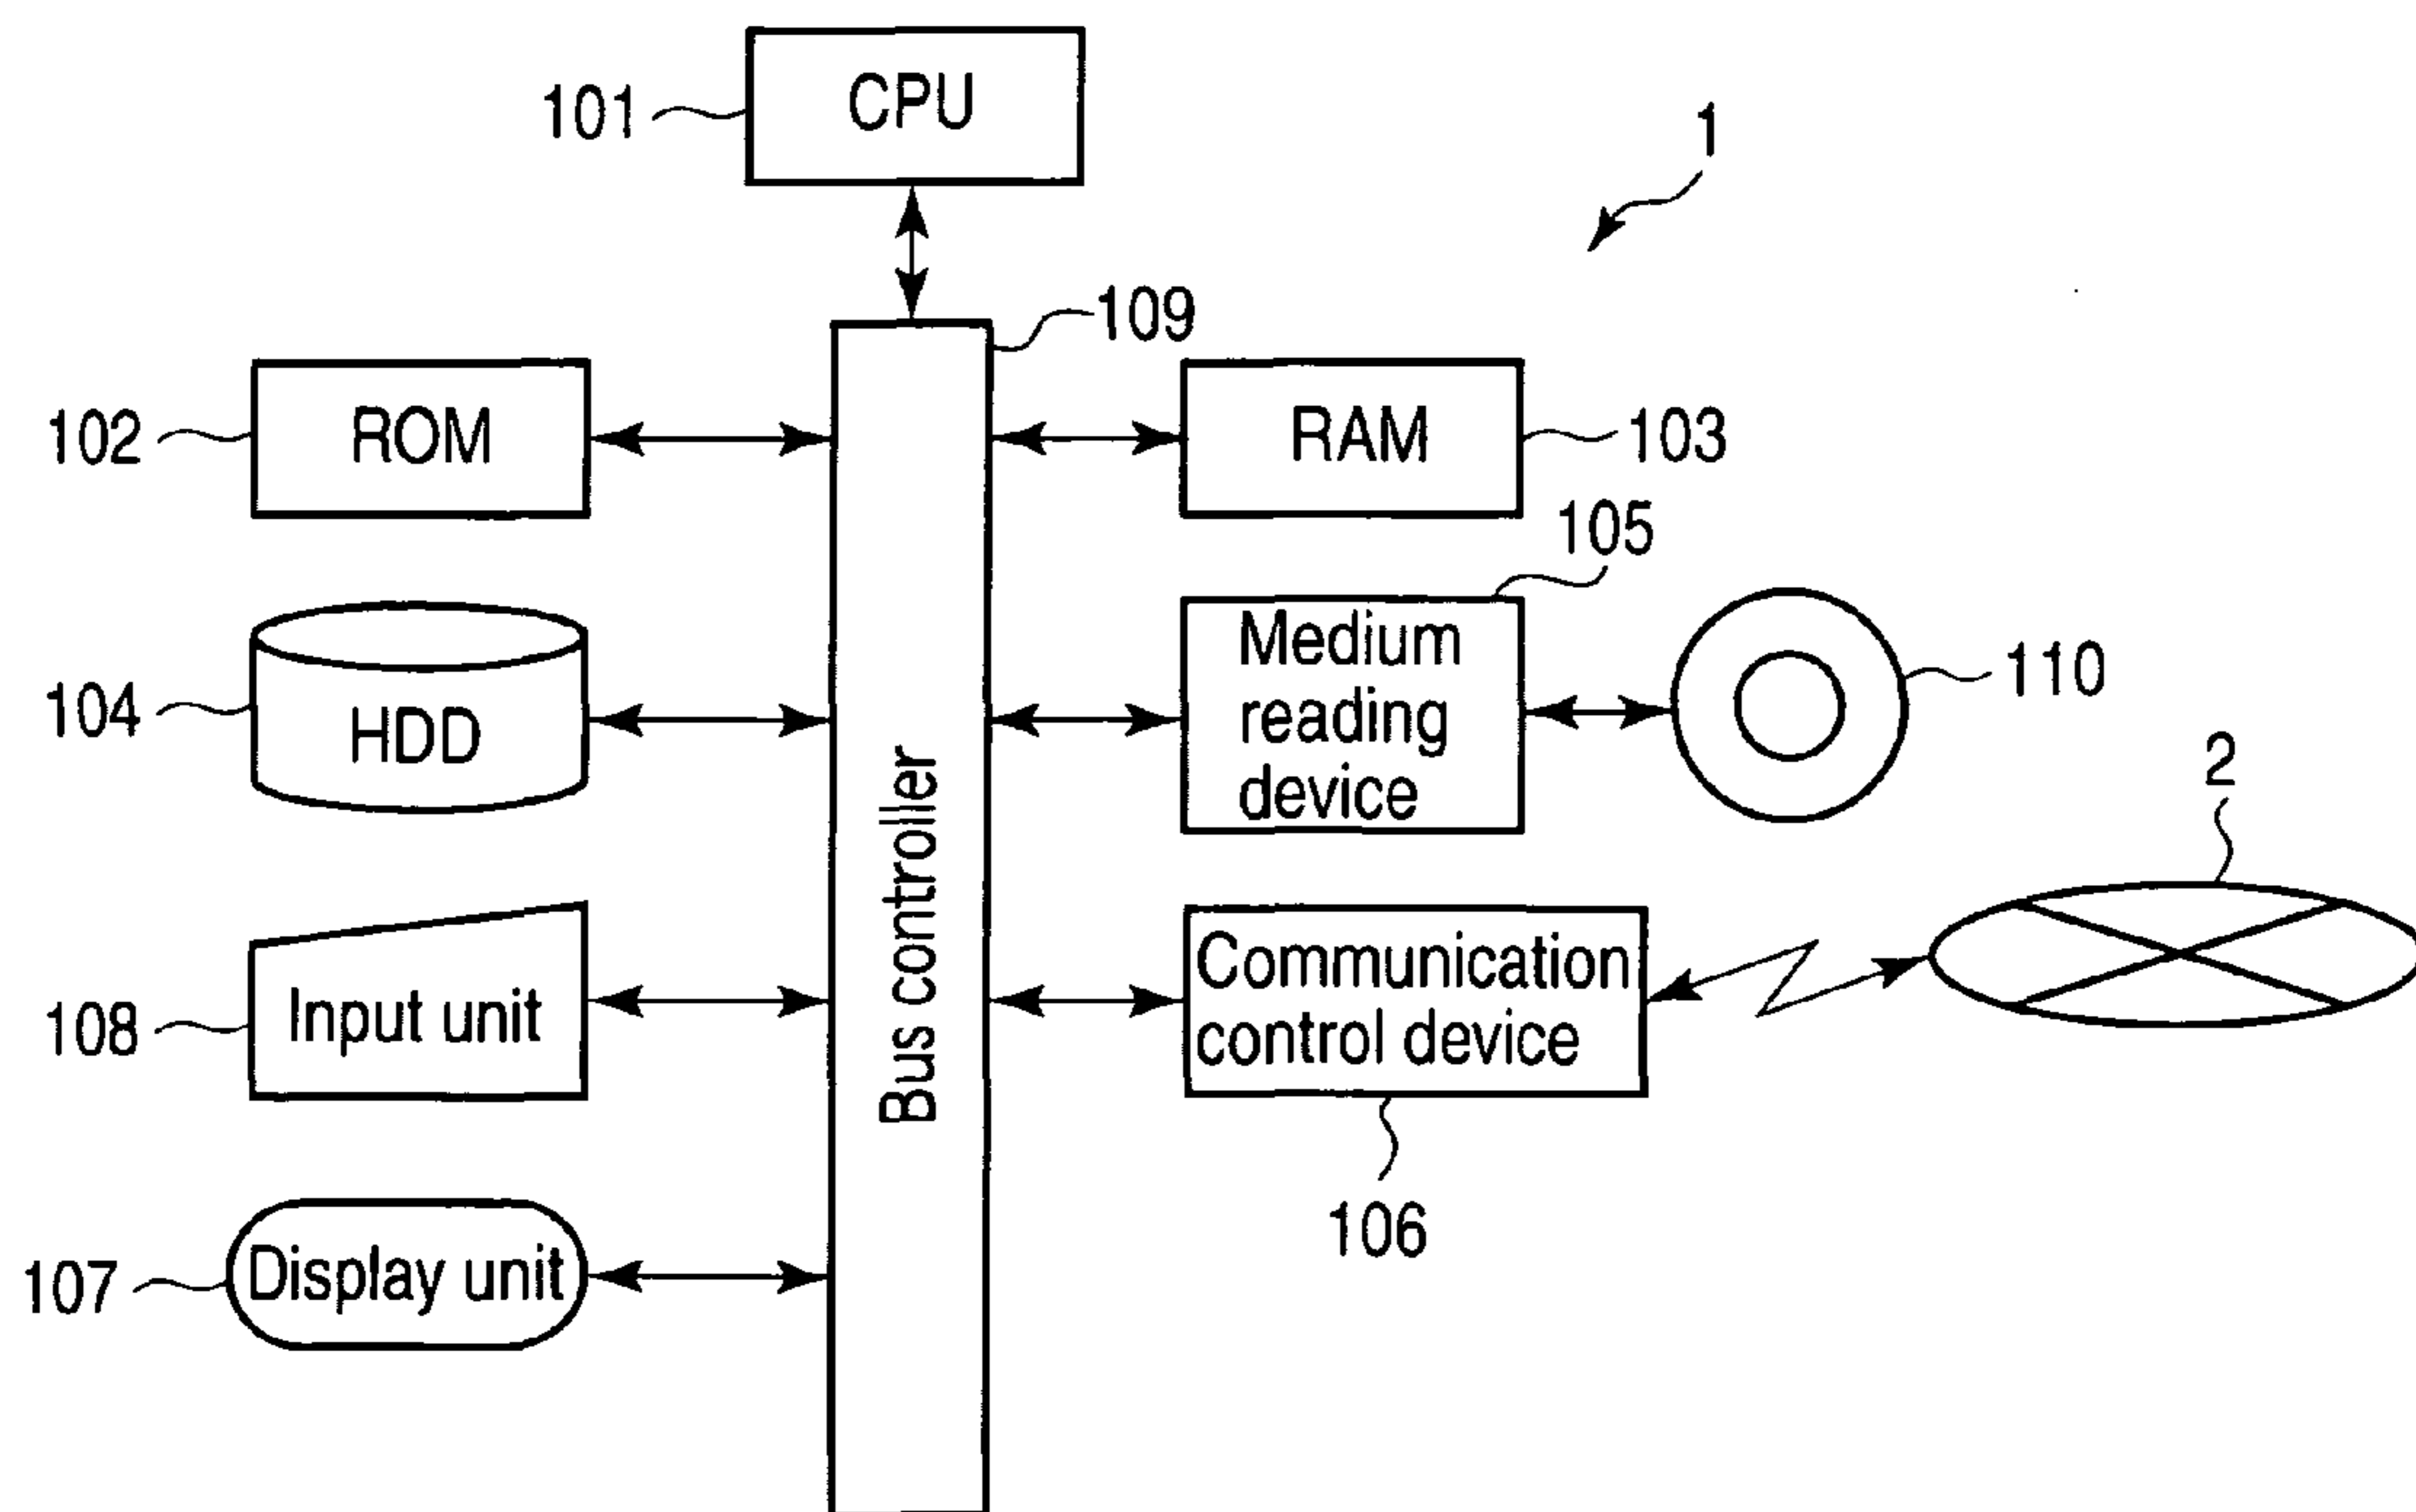 CPU
101
1
109
ROM
102
RAM
103
105
HDD
104
Medium
reading
device
110
2
Bus controller
Input unit
108
Communication
control device
106
Display unit
107